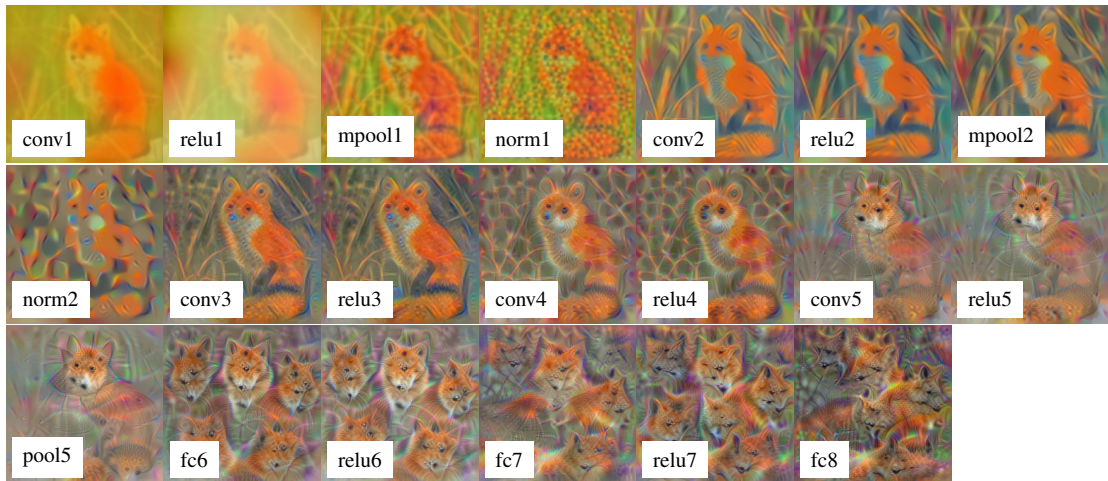 conv1 relu1 mpool1 norm1 conv2 relu2 mpool2
norm2 conv3 relu3 conv4 relu4 conv5 relu5
pool5 fc6 relu6 fc7 relu7 fc8